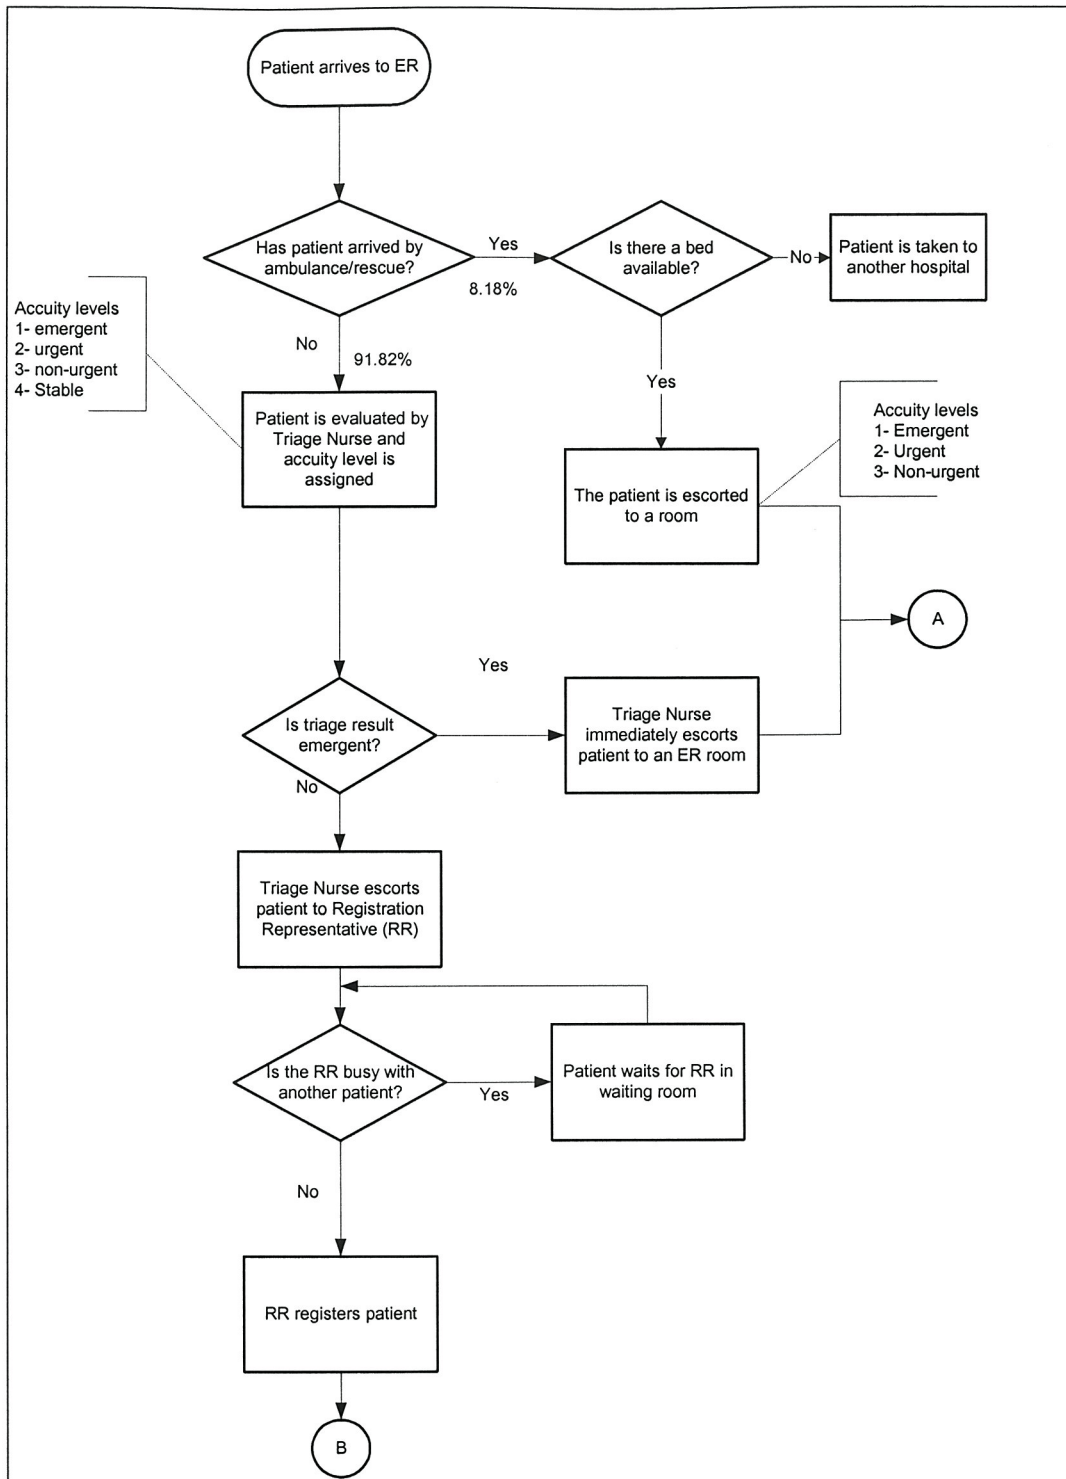 Patient arrives to ER
Has patient arrived by
ambulance/rescue?
Yes
8.18%
Is there a bed
available?
No
Patient is taken to
another hospital
Accuity levels
1- emergent
2- urgent
3- non-urgent
4- Stable
No
91.82%
Yes
Patient is evaluated by
Triage Nurse and
accuity level is
assigned
Accuity levels
1- Emergent
2- Urgent
3- Non-urgent
The patient is escorted
to a room
A
Is triage result
emergent?
Yes
Triage Nurse
immediately escorts
patient to an ER room
No
Triage Nurse escorts
patient to Registration
Representative (RR)
Is the RR busy with
another patient?
Yes
Patient waits for RR in
waiting room
No
RR registers patient
B